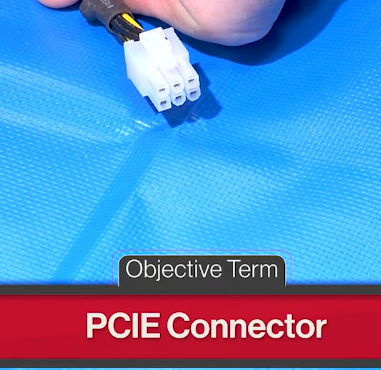 Objective Term
PCIE Connector